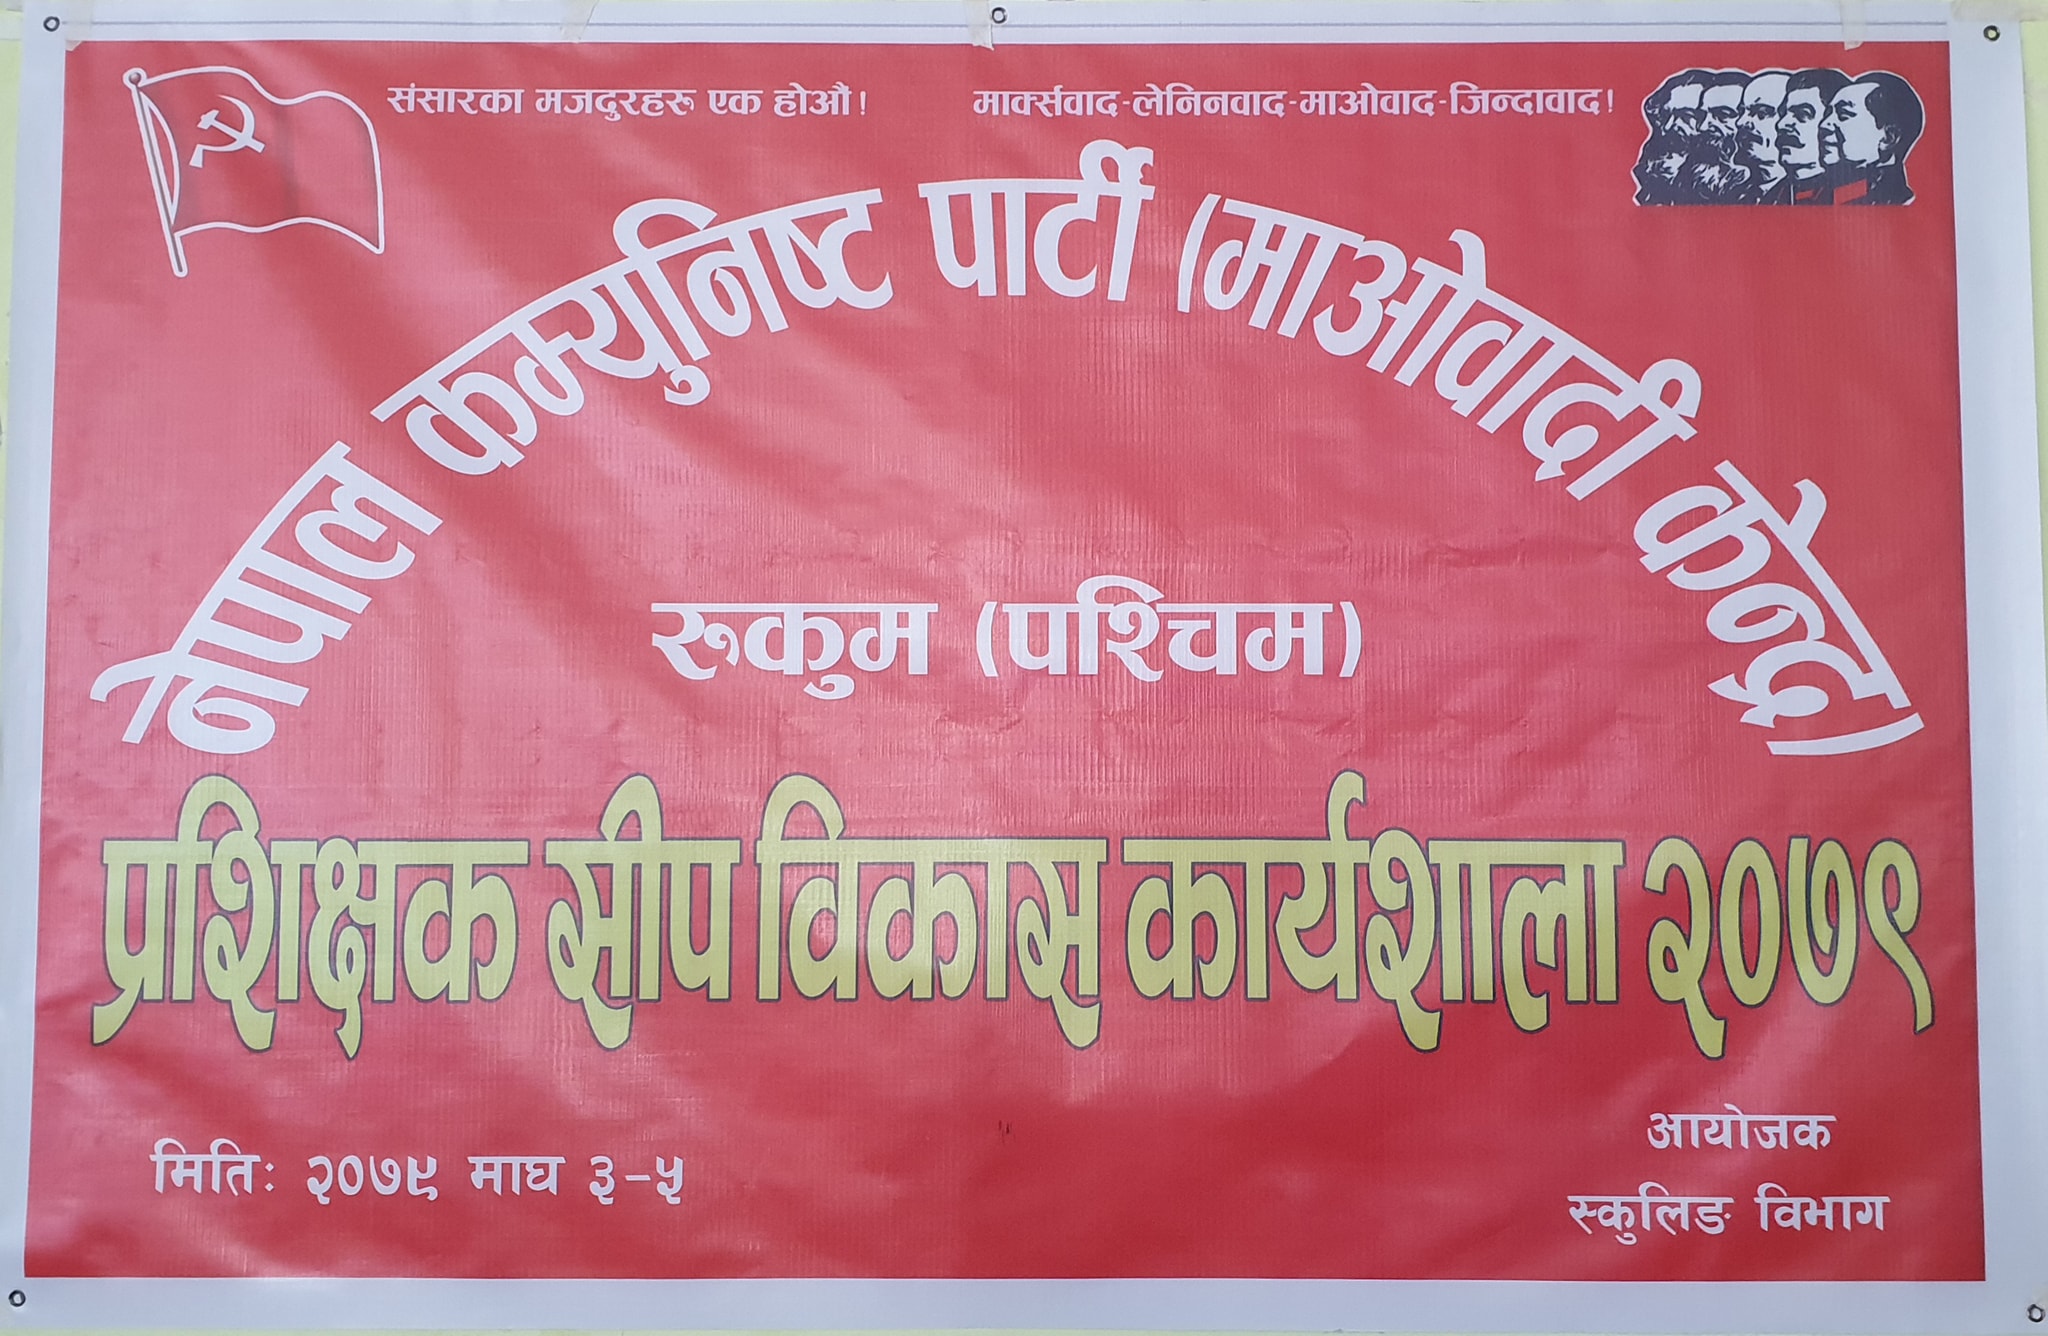 संसारका मजदुरहरू एक होऔं!
मार्क्सवाद-लेनिनवाद-माओवाद-जिन्दावाद!
नेपाल कम्युनिष्ट पार्टी (माओवादी केन्द्र)
रुकुम (पश्चिम)
प्रशिक्षक सीप विकास कार्यशाला २०७९
मितिः २०७९ माघ ३-५
आयोजक
स्कुलिङ विभाग